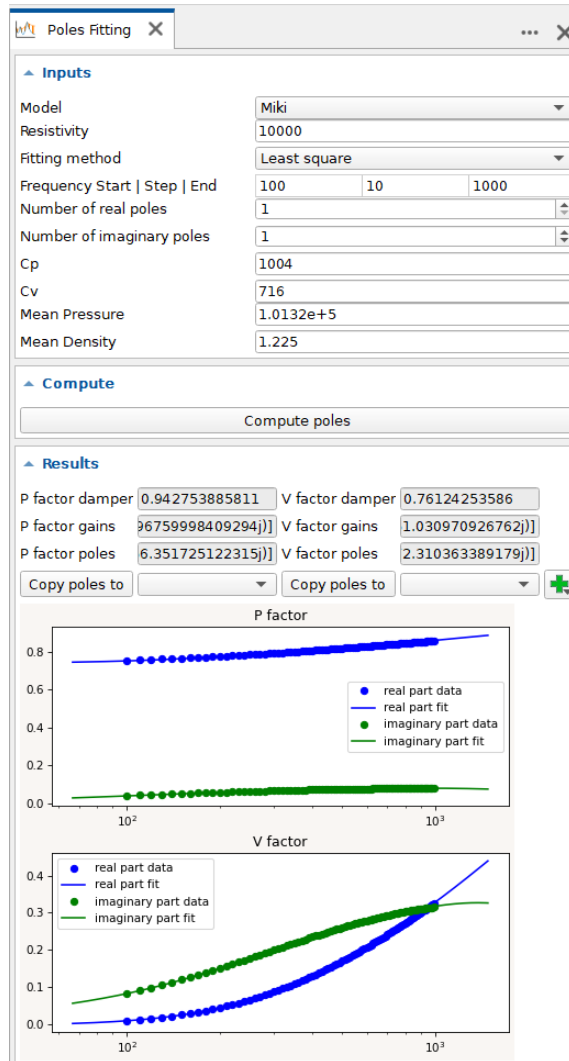 Poles Fitting
Inputs
Model Miki
Resistivity 10000
Fitting method Least square
Frequency Start | Step | End 100 10 1000
Number of real poles 1
Number of imaginary poles 1
Cp 1004
Cv 716
Mean Pressure 1.0132e+5
Mean Density 1.225
Compute
Compute poles
Results
P factor damper 0.942753885811 V factor damper 0.76124253586
P factor gains 96759998409294j)] V factor gains 1.030970926762j)]
P factor poles 6.351725122315j)] V factor poles 2.310363389179j)]
Copy poles to Copy poles to
P factor
0.8
0.6
0.4
0.2
0.0
real part data
real part fit
imaginary part data
imaginary part fit
10² 10³
V factor
0.4
0.3
0.2
0.1
0.0
real part data
real part fit
imaginary part data
imaginary part fit
10² 10³